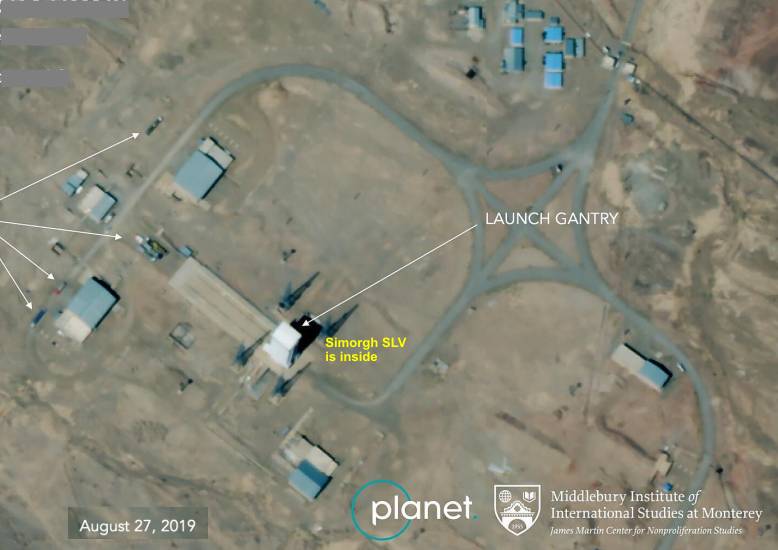 LAUNCH GANTRY
Simorgh SLV
is inside
August 27, 2019
planet.
1955
Middlebury Institute of
International Studies at Monterey
James Martin Center for Nonproliferation Studies